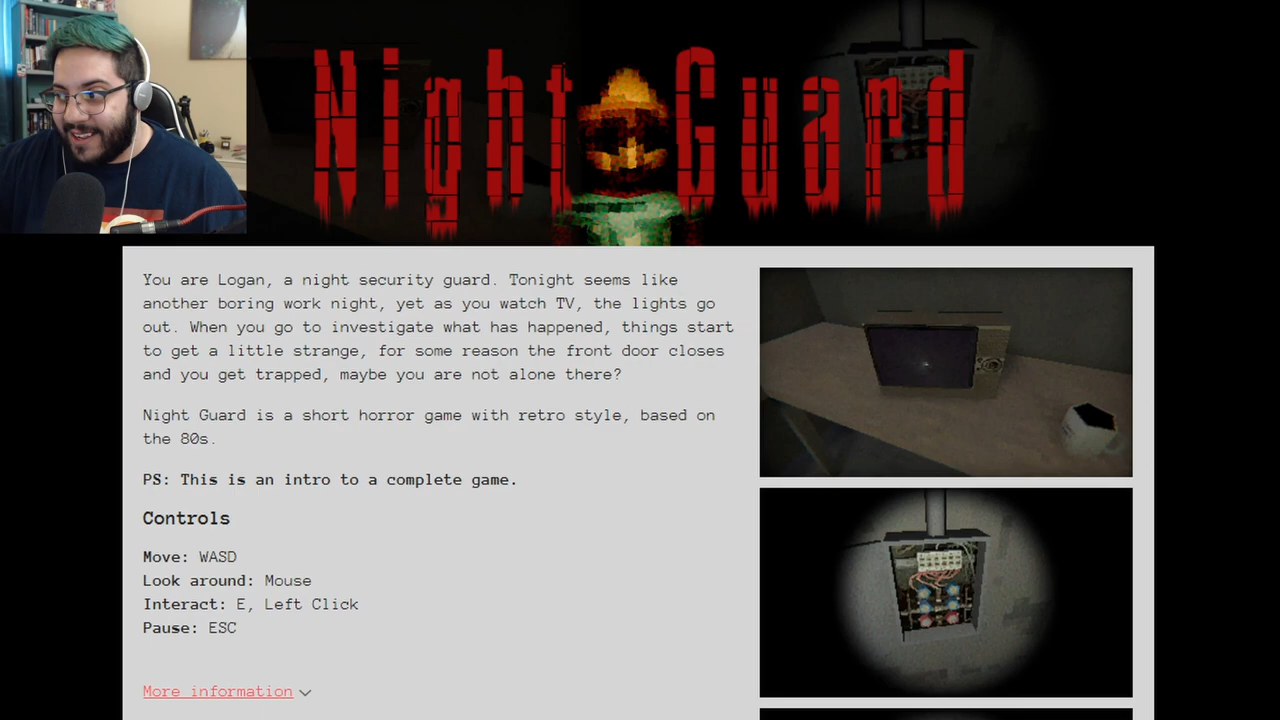 Night Guard
You are Logan, a night security guard. Tonight seems like
another boring work night, yet as you watch TV, the lights go
out. When you go to investigate what has happened, things start
to get a little strange, for some reason the front door closes
and you get trapped, maybe you are not alone there?
Night Guard is a short horror game with retro style, based on
the 80s.
PS: This is an intro to a complete game.
Controls
Move: WASD
Look around: Mouse
Interact: E, Left Click
Pause: ESC
More information